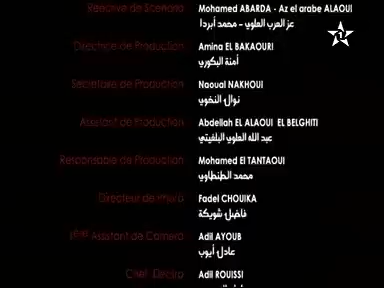 Mohamed ABARDA - Az el arabe ALAOUI
عز العرب العلوي - محمد أبردا
Directrice de Production Amina EL BAKAOURI
أمنة البكوري
Secrétaire de Production Naoual NAKHOUI
نوال النخوي
Assistant de Production Abdellah EL ALAOUI EL BELGHITI
عبد الله العلوي البلغيتي
Responsable de Production Mohamed El TANTAOUI
محمد الطنطاوي
Directeur de Fadel CHOUIKA
فاضل شويكة
Assistant de Camera Adil AYOUB
عادل أيوب
Adil ROUISSI